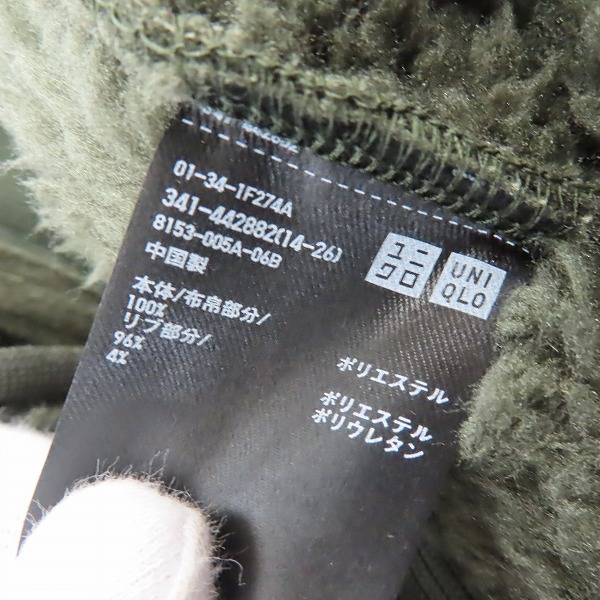 01-34-1F274A
341-442882(14-26)
8153-005A-06B
中国製
ユニ
クロ
UNI
QLO
本体/布帛部分/
100% ポリエステル
リブ部分/
96% ポリエステル
4% ポリウレタン